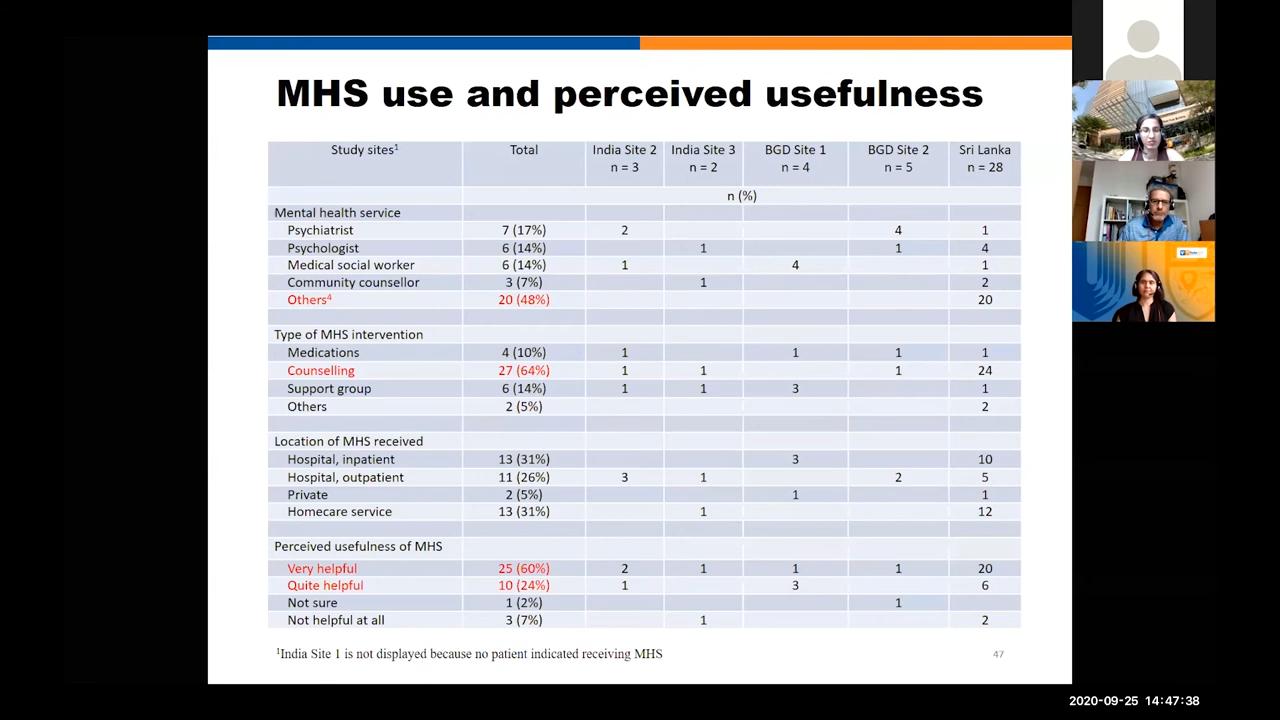 MHS use and perceived usefulness
Study sites¹ Total India Site 2 India Site 3 BGD Site 1 BGD Site 2 Sri Lanka
n = 3 n = 2 n = 4 n = 5 n = 28
n (%)
Mental health service
Psychiatrist 7 (17%) 2 4 1
Psychologist 6 (14%) 1 1 4
Medical social worker 6 (14%) 1 4 1
Community counsellor 3 (7%) 1 2
Others⁴ 20 (48%) 20
Type of MHS intervention
Medications 4 (10%) 1 1 1 1
Counselling 27 (64%) 1 1 1 24
Support group 6 (14%) 1 1 3 1
Others 2 (5%) 2
Location of MHS received
Hospital, inpatient 13 (31%) 3 10
Hospital, outpatient 11 (26%) 3 1 2 5
Private 2 (5%) 1 1
Homecare service 13 (31%) 1 12
Perceived usefulness of MHS
Very helpful 25 (60%) 2 1 1 1 20
Quite helpful 10 (24%) 1 3 6
Not sure 1 (2%) 1
Not helpful at all 3 (7%) 1 2
¹India Site 1 is not displayed because no patient indicated receiving MHS
47
2020-09-25 14:47:38